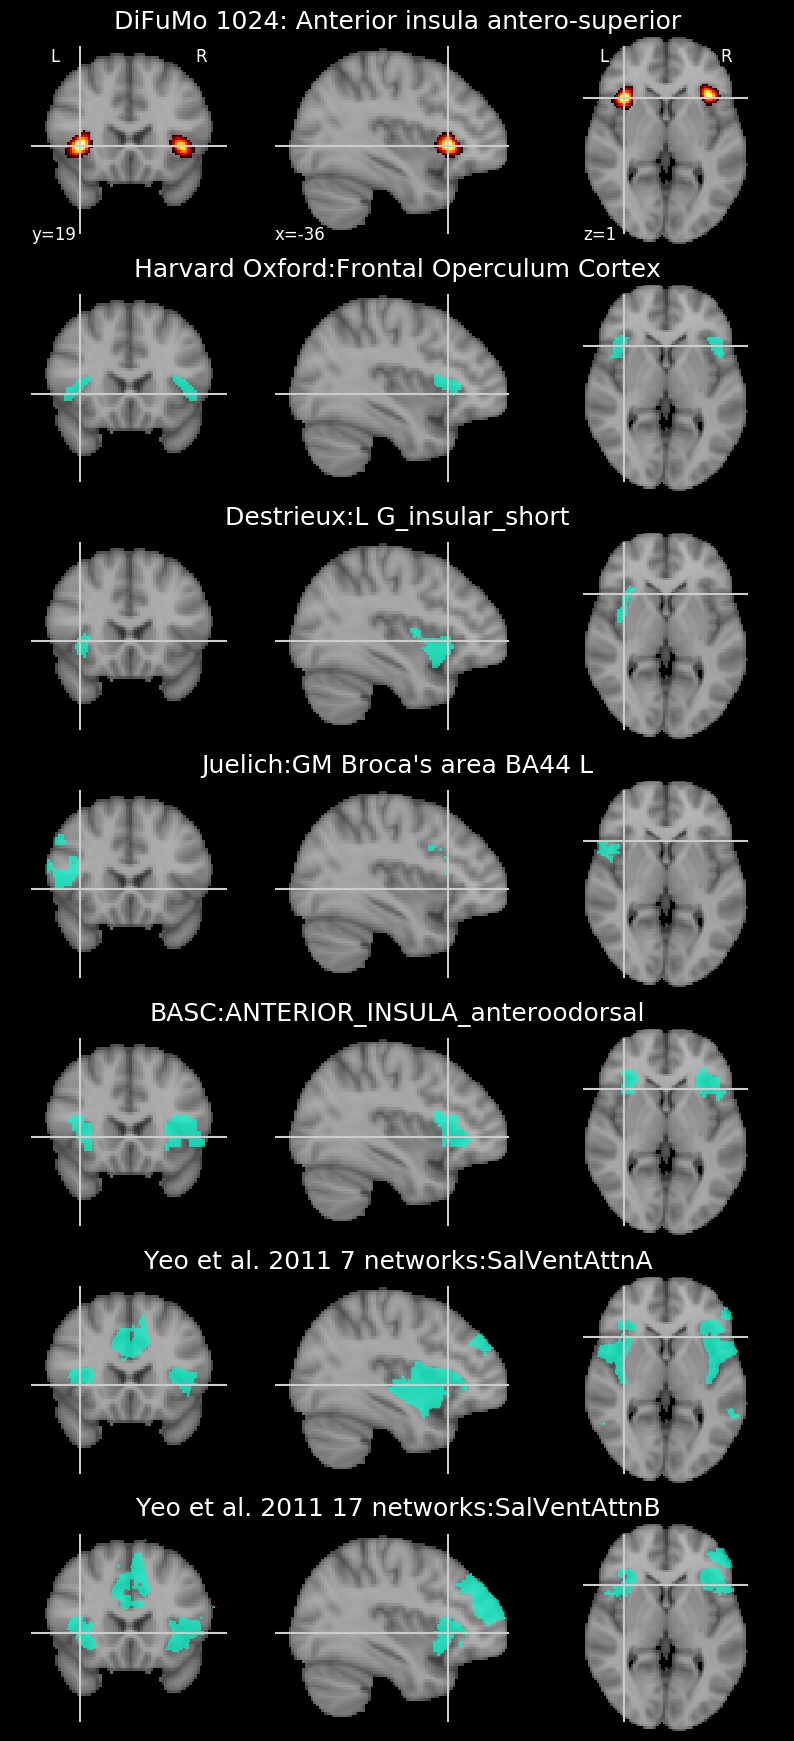 DiFuMo 1024: Anterior insula antero-superior
L R L R
y=19 x=-36 z=1
Harvard Oxford:Frontal Operculum Cortex
Destrieux:L G_insular_short
Juelich:GM Broca's area BA44 L
BASC:ANTERIOR_INSULA_anteroodorsal
Yeo et al. 2011 7 networks:SalVentAttnA
Yeo et al. 2011 17 networks:SalVentAttnB